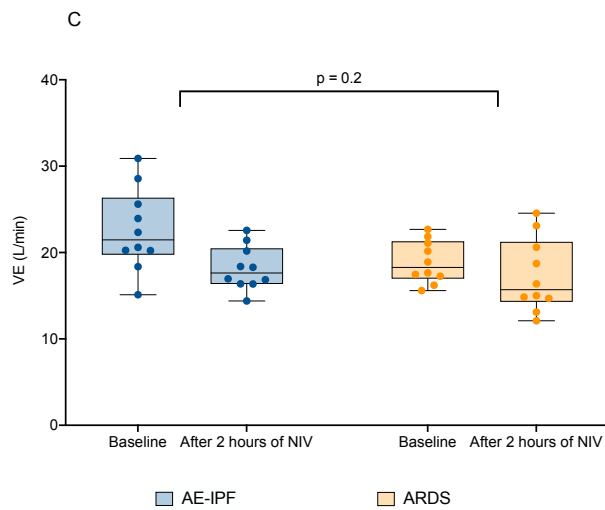 C
p = 0.2
40
30
20
10
0
VE (L/min)
Baseline
After 2 hours of NIV
Baseline
After 2 hours of NIV
AE-IPF
ARDS